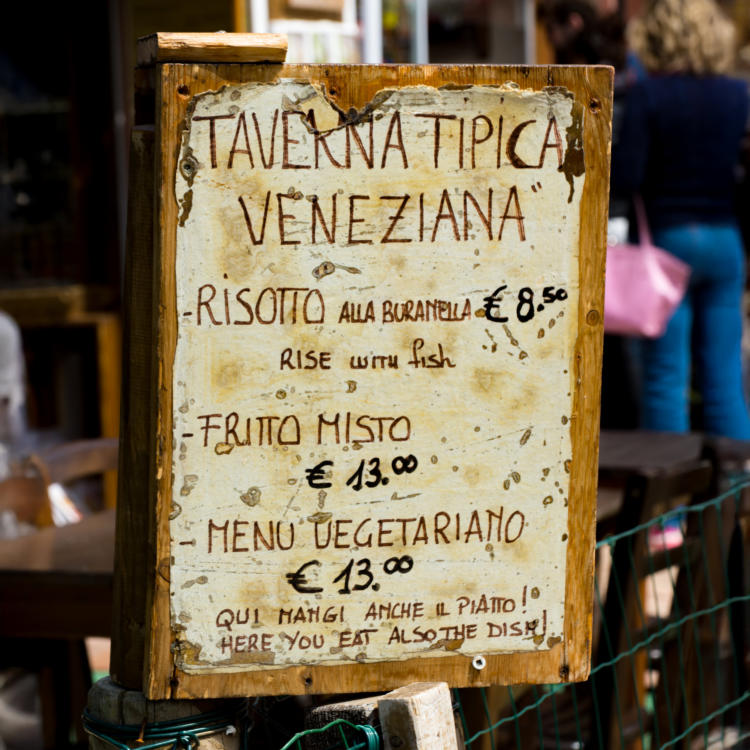 TAVERNA TIPICA
VENEZIANA"
-RISOTTO ALLA BURANELLA € 8.50
RISE WITH fish
-FRITTO MISTO
€ 13.00
- MENU VEGETARIANO
€ 13.00
QUI MANGI ANCHE IL PIATTO!
HERE YOU EAT ALSO THE DISH!